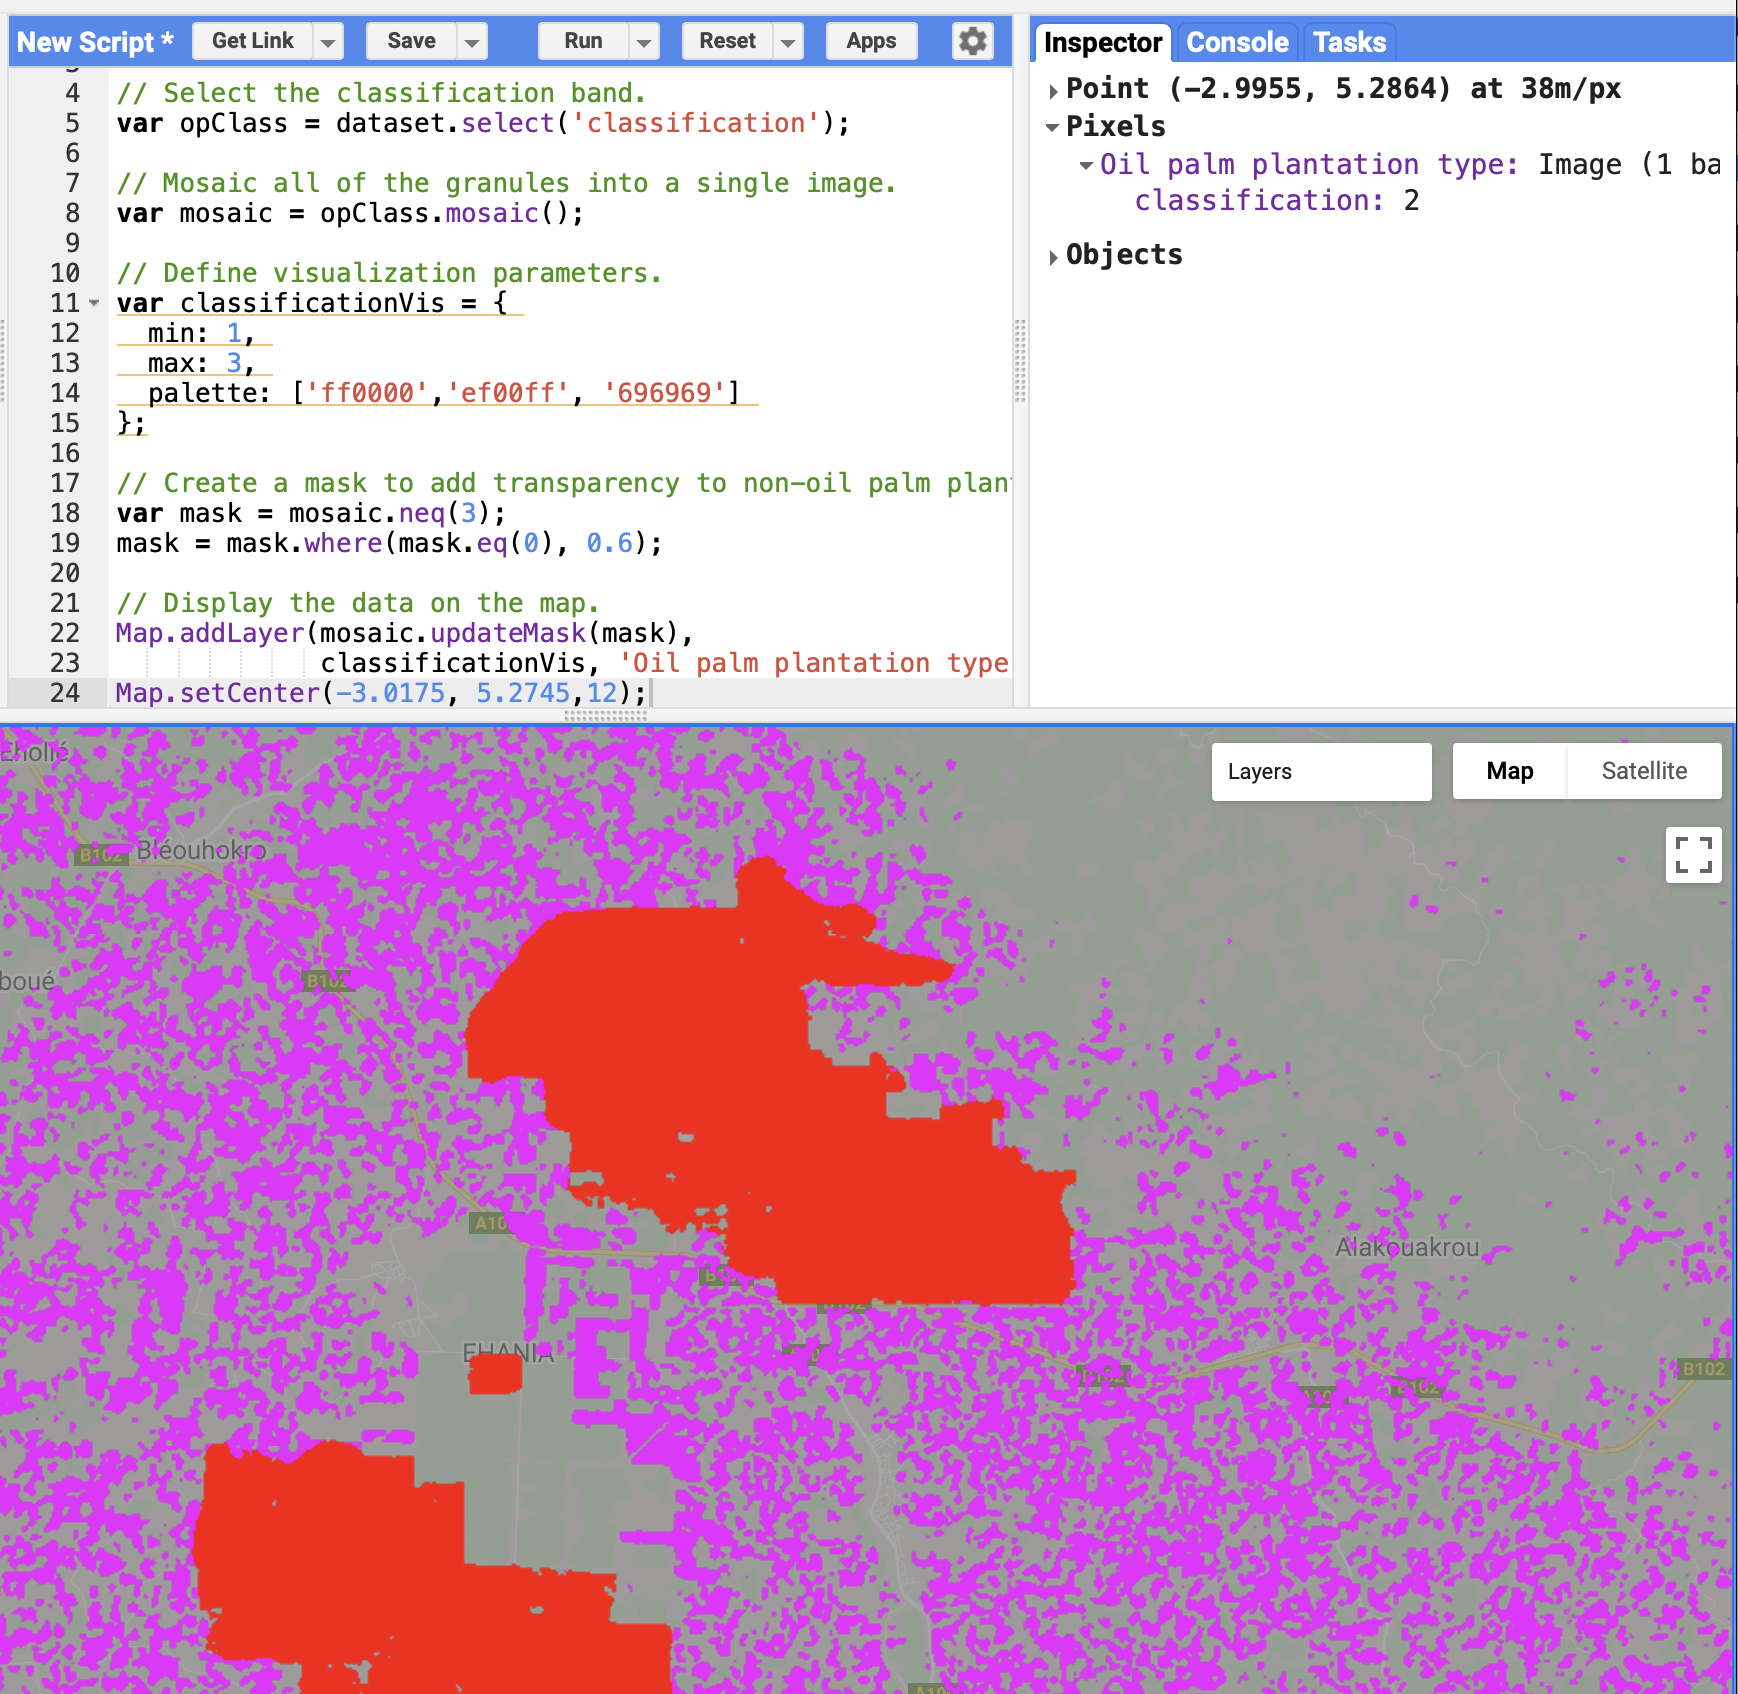 New Script *
Get Link
Save
Run
Reset
Apps
Inspector
Console
Tasks
4 // Select the classification band.
5 var opClass = dataset.select('classification');
6
7 // Mosaic all of the granules into a single image.
8 var mosaic = opClass.mosaic();
9
10 // Define visualization parameters.
11 var classificationVis = {
12 min: 1,
13 max: 3,
14 palette: ['ff0000','ef00ff', '696969']
15 };
16
17 // Create a mask to add transparency to non-oil palm plan
18 var mask = mosaic.neq(3);
19 mask = mask.where(mask.eq(0), 0.6);
20
21 // Display the data on the map.
22 Map.addLayer(mosaic.updateMask(mask),
23 classificationVis, 'Oil palm plantation type
24 Map.setCenter(-3.0175, 5.2745,12);
Point (-2.9955, 5.2864) at 38m/px
Pixels
Oil palm plantation type: Image (1 ba
classification: 2
Objects
Layers
Map
Satellite
Eholié
B102
Bléouhokro
boué
B102
A10
Alakouakrou
EHANIA
B102
B102